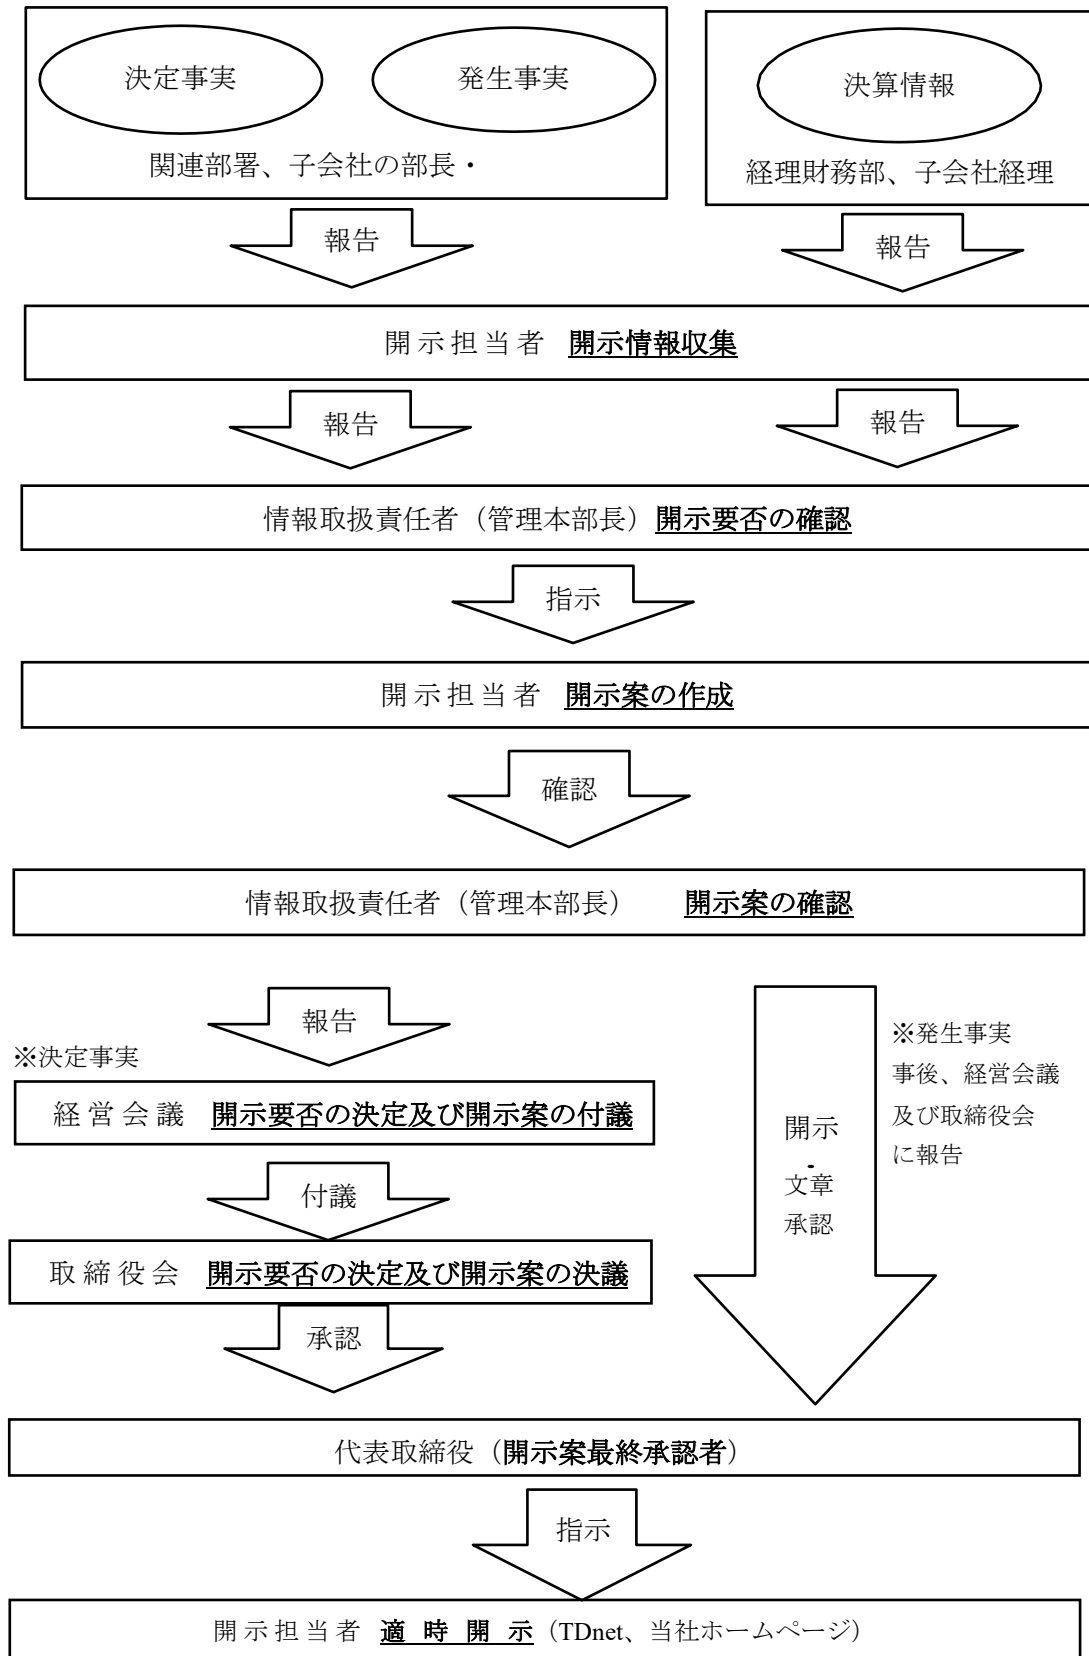 決定事実
発生事実
関連部署、子会社の部長・
決算情報
経理財務部、子会社経理
報告
報告
開示担当者 開示情報収集
報告
報告
情報取扱責任者（管理本部長）開示要否の確認
指示
開示担当者 開示案の作成
確認
情報取扱責任者（管理本部長） 開示案の確認
報告
※決定事実
経営会議 開示要否の決定及び開示案の付議
付議
取締役会 開示要否の決定及び開示案の決議
承認
開示
・
文章
承認
※発生事実
事後、経営会議
及び取締役会
に報告
代表取締役（開示案最終承認者）
指示
開示担当者 適時開示（TDnet、当社ホームページ）